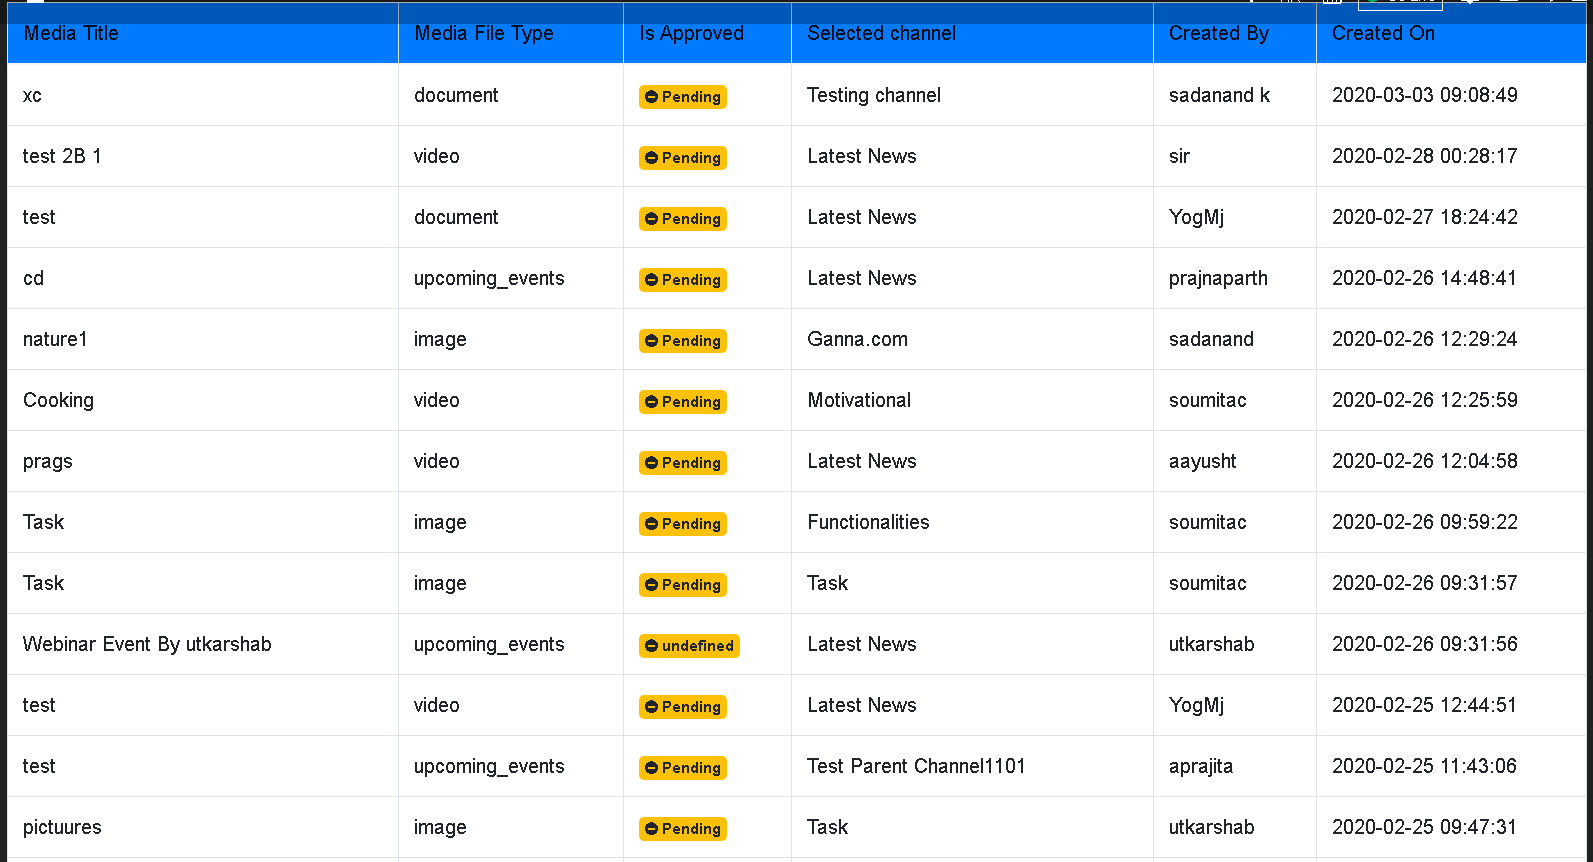 Media Title Media File Type Is Approved Selected channel Created By Created On
xc document Pending Testing channel sadanand k 2020-03-03 09:08:49
test 2B 1 video Pending Latest News sir 2020-02-28 00:28:17
test document Pending Latest News YogMj 2020-02-27 18:24:42
cd upcoming_events Pending Latest News prajnaparth 2020-02-26 14:48:41
nature1 image Pending Ganna.com sadanand 2020-02-26 12:29:24
Cooking video Pending Motivational soumitac 2020-02-26 12:25:59
prags video Pending Latest News aayusht 2020-02-26 12:04:58
Task image Pending Functionalities soumitac 2020-02-26 09:59:22
Task image Pending Task soumitac 2020-02-26 09:31:57
Webinar Event By utkarshab upcoming_events undefined Latest News utkarshab 2020-02-26 09:31:56
test video Pending Latest News YogMj 2020-02-25 12:44:51
test upcoming_events Pending Test Parent Channel1101 aprajita 2020-02-25 11:43:06
pictuures image Pending Task utkarshab 2020-02-25 09:47:31